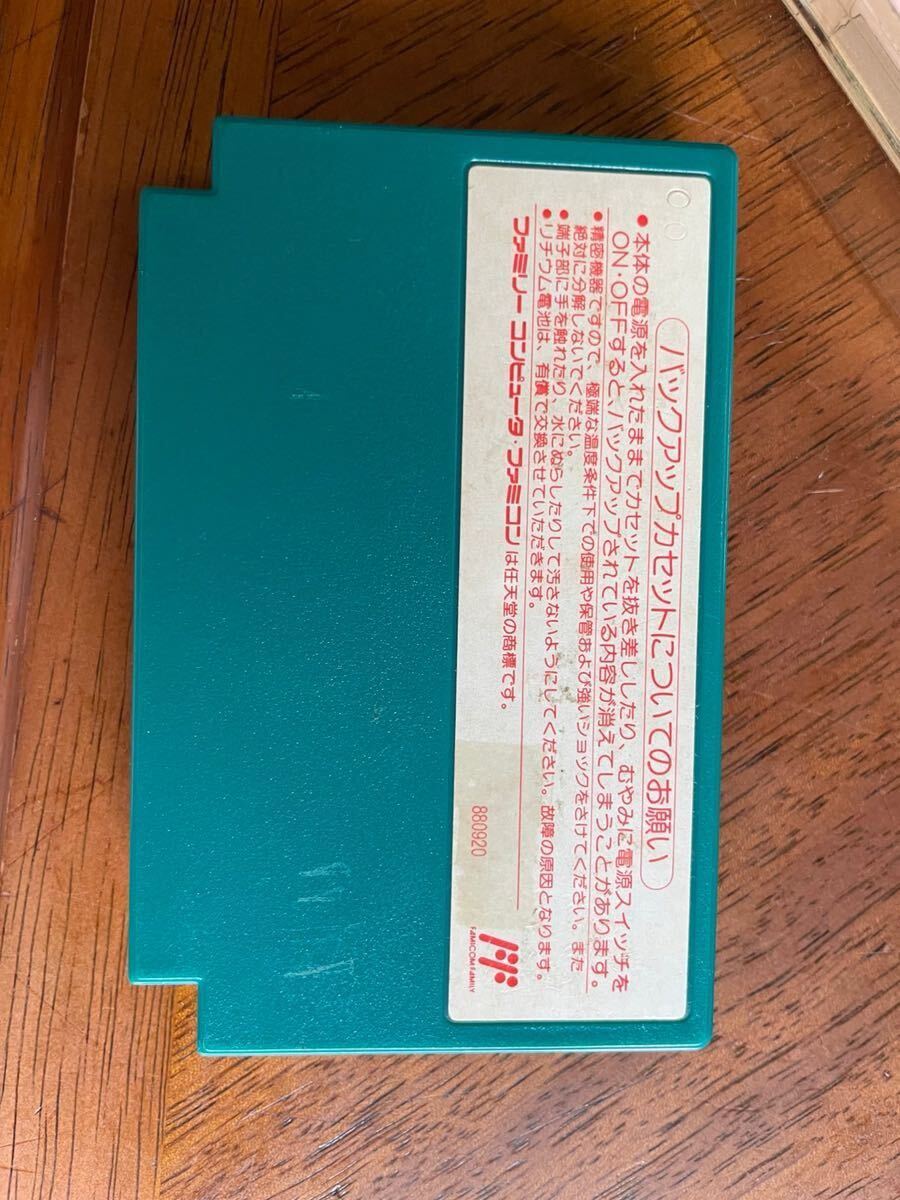 バックアップカセットについてのお願い
●本体の電源を入れたままでカセットを抜き差ししたり、むやみに電源スイッチを
ON・OFFすると、バックアップされている内容が消えてしまうことがあります。
●精密機器ですので、極端な温度条件下での使用や保管および強いショックをさけてください。また
絶対に分解しないでください。
●端子部に手を触れたり、水にぬらしたりして汚さないようにしてください。故障の原因となります。
●リチウム電池は、有償で交換させていただきます。
ファミリー コンピュータ・ファミコンは任天堂の商標です。
880920
FAMICOM FAMILY